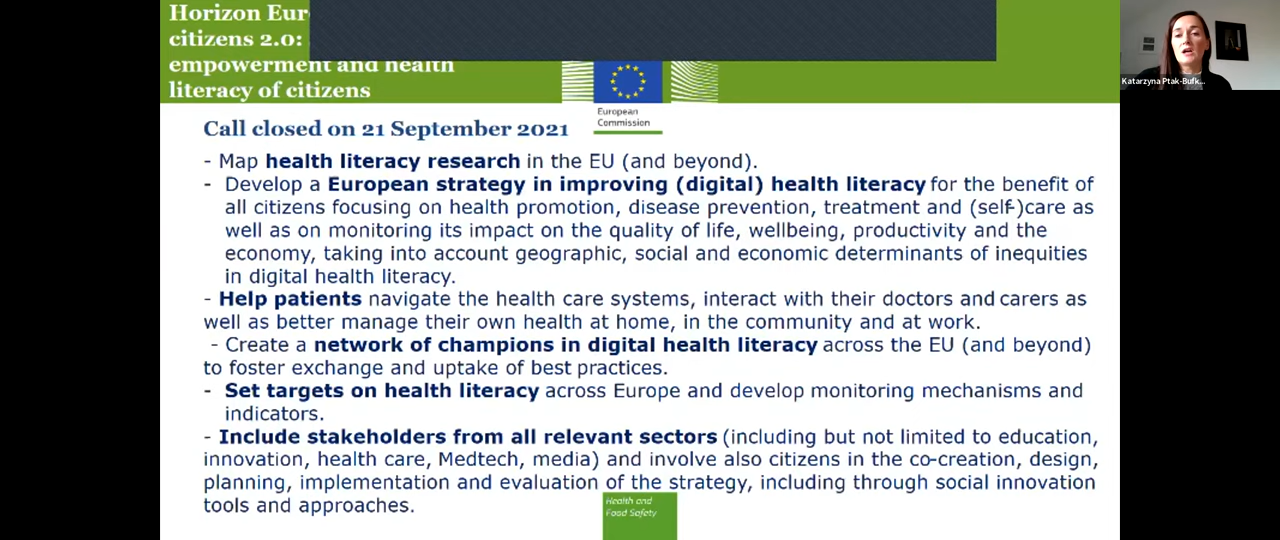 Horizon Eur
citizens 2.0:
empowerment and health
literacy of citizens
Katarzyna Ptak-Bufk...
European
Commission
Call closed on 21 September 2021
- Map health literacy research in the EU (and beyond).
- Develop a European strategy in improving (digital) health literacy for the benefit of
all citizens focusing on health promotion, disease prevention, treatment and (self-)care as
well as on monitoring its impact on the quality of life, wellbeing, productivity and the
economy, taking into account geographic, social and economic determinants of inequities
in digital health literacy.
- Help patients navigate the health care systems, interact with their doctors and carers as
well as better manage their own health at home, in the community and at work.
- Create a network of champions in digital health literacy across the EU (and beyond)
to foster exchange and uptake of best practices.
- Set targets on health literacy across Europe and develop monitoring mechanisms and
indicators.
- Include stakeholders from all relevant sectors (including but not limited to education,
innovation, health care, Medtech, media) and involve also citizens in the co-creation, design,
planning, implementation and evaluation of the strategy, including through social innovation
tools and approaches.
Health and
Food Safety